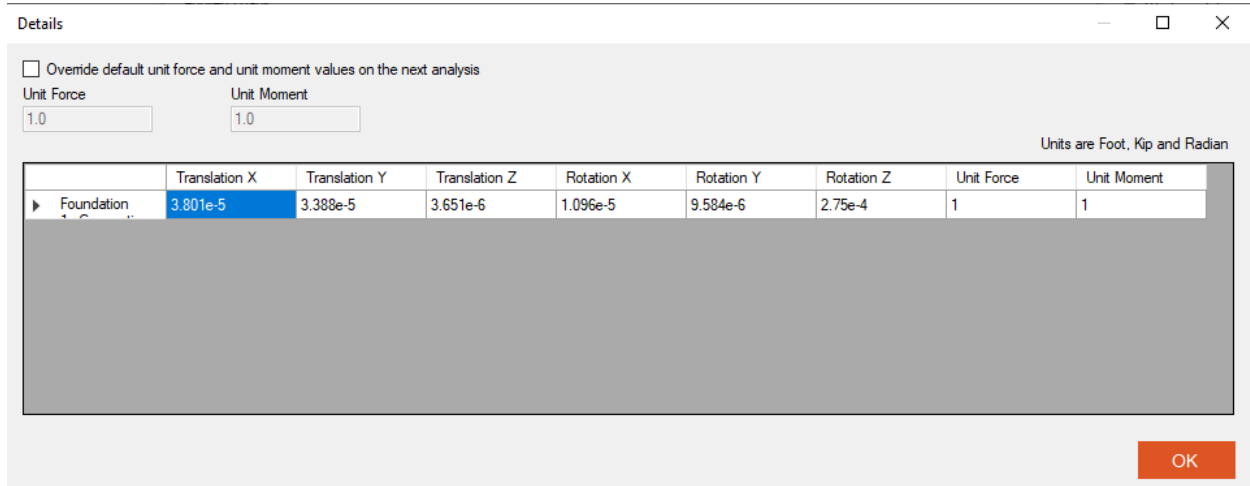 Details
Override default unit force and unit moment values on the next analysis
Unit Force Unit Moment
1.0 1.0
Units are Foot, Kip and Radian
Translation X Translation Y Translation Z Rotation X Rotation Y Rotation Z Unit Force Unit Moment
Foundation 3.801e-5 3.388e-5 3.651e-6 1.096e-5 9.584e-6 2.75e-4 1 1
OK